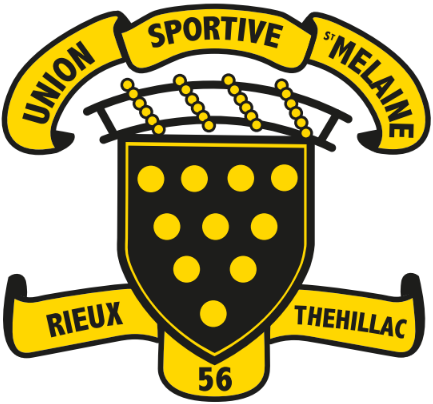 UNION SPORTIVE ST MELAINE
RIEUX THEHILLAC
56